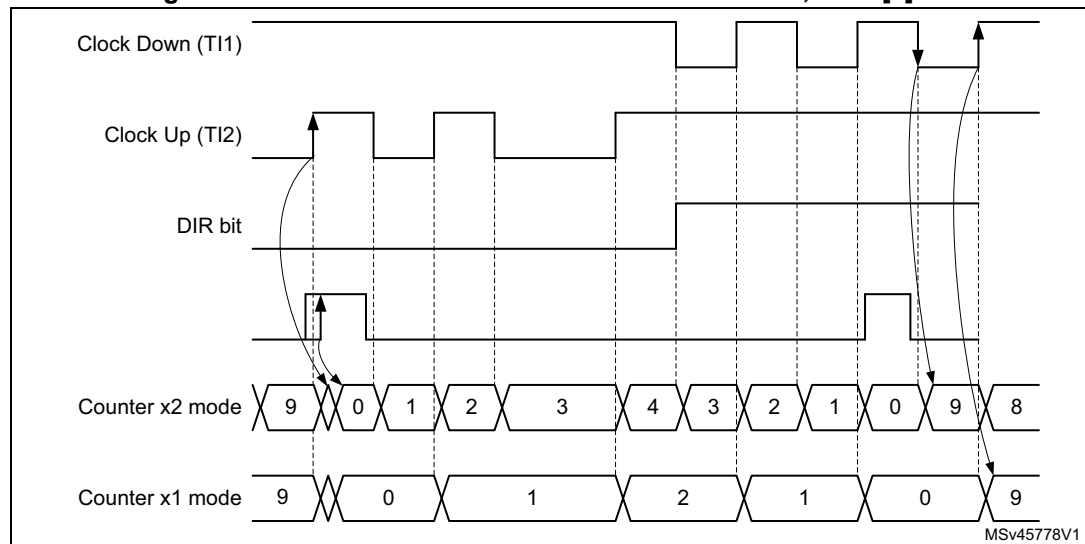 Clock Down (TI1)
Clock Up (TI2)
DIR bit
Counter x2 mode 9 0 1 2 3 4 3 2 1 0 9 8
Counter x1 mode 9 0 1 2 1 0 9
MSv45778V1